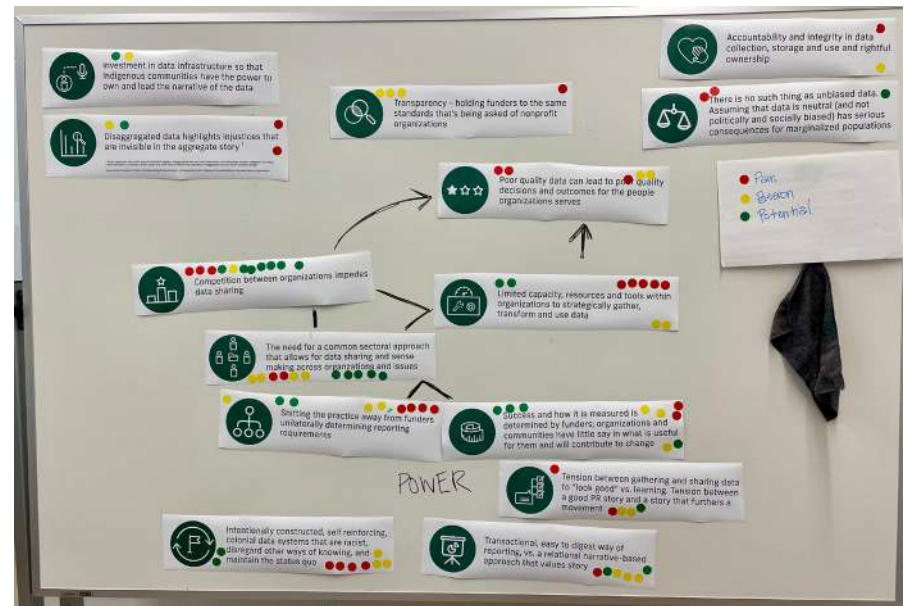 Investment in data infrastructure so that
Indigenous communities have the power to
own and lead the narrative of the data
Accountability and integrity in data
collection, storage and use and rightful
ownership
Transparency – holding funders to the same
standards that's being asked of nonprofit
organizations
There is no such thing as unbiased data.
Assuming that data is neutral (and not
politically and socially biased) has serious
consequences for marginalized populations
Disaggregated data highlights injustices that
are invisible in the aggregate story
Poor quality data can lead to poor quality
decisions and outcomes for the people
organizations serves
Pain
Passion
Potential
Competition between organizations impedes
data sharing
Limited capacity, resources and tools within
organizations to strategically gather,
transform and use data
The need for a common sectoral approach
that allows for data sharing and sense
making across organizations and issues
Shifting the practice away from funders
unilaterally determining reporting
requirements
Success and how it is measured is
determined by funders; organizations and
communities have little say in what is useful
for them and will contribute to change
POWER
Tension between gathering and sharing data
to "look good" vs. learning. Tension between
a good PR story and a story that furthers a
movement
Intentionally constructed, self reinforcing,
colonial data systems that are racist,
disregard other ways of knowing, and
maintain the status quo
Transactional, easy to digest way of
reporting, vs. a relational narrative-based
approach that values story